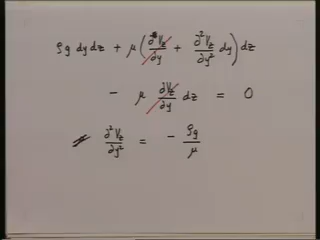 ρg dy dz + μ(∂V_z/∂y + ∂²V_z/∂y² dy) dz
− μ ∂V_z/∂y dz = 0
⇒ ∂²V_z/∂y² = − ρg/μ